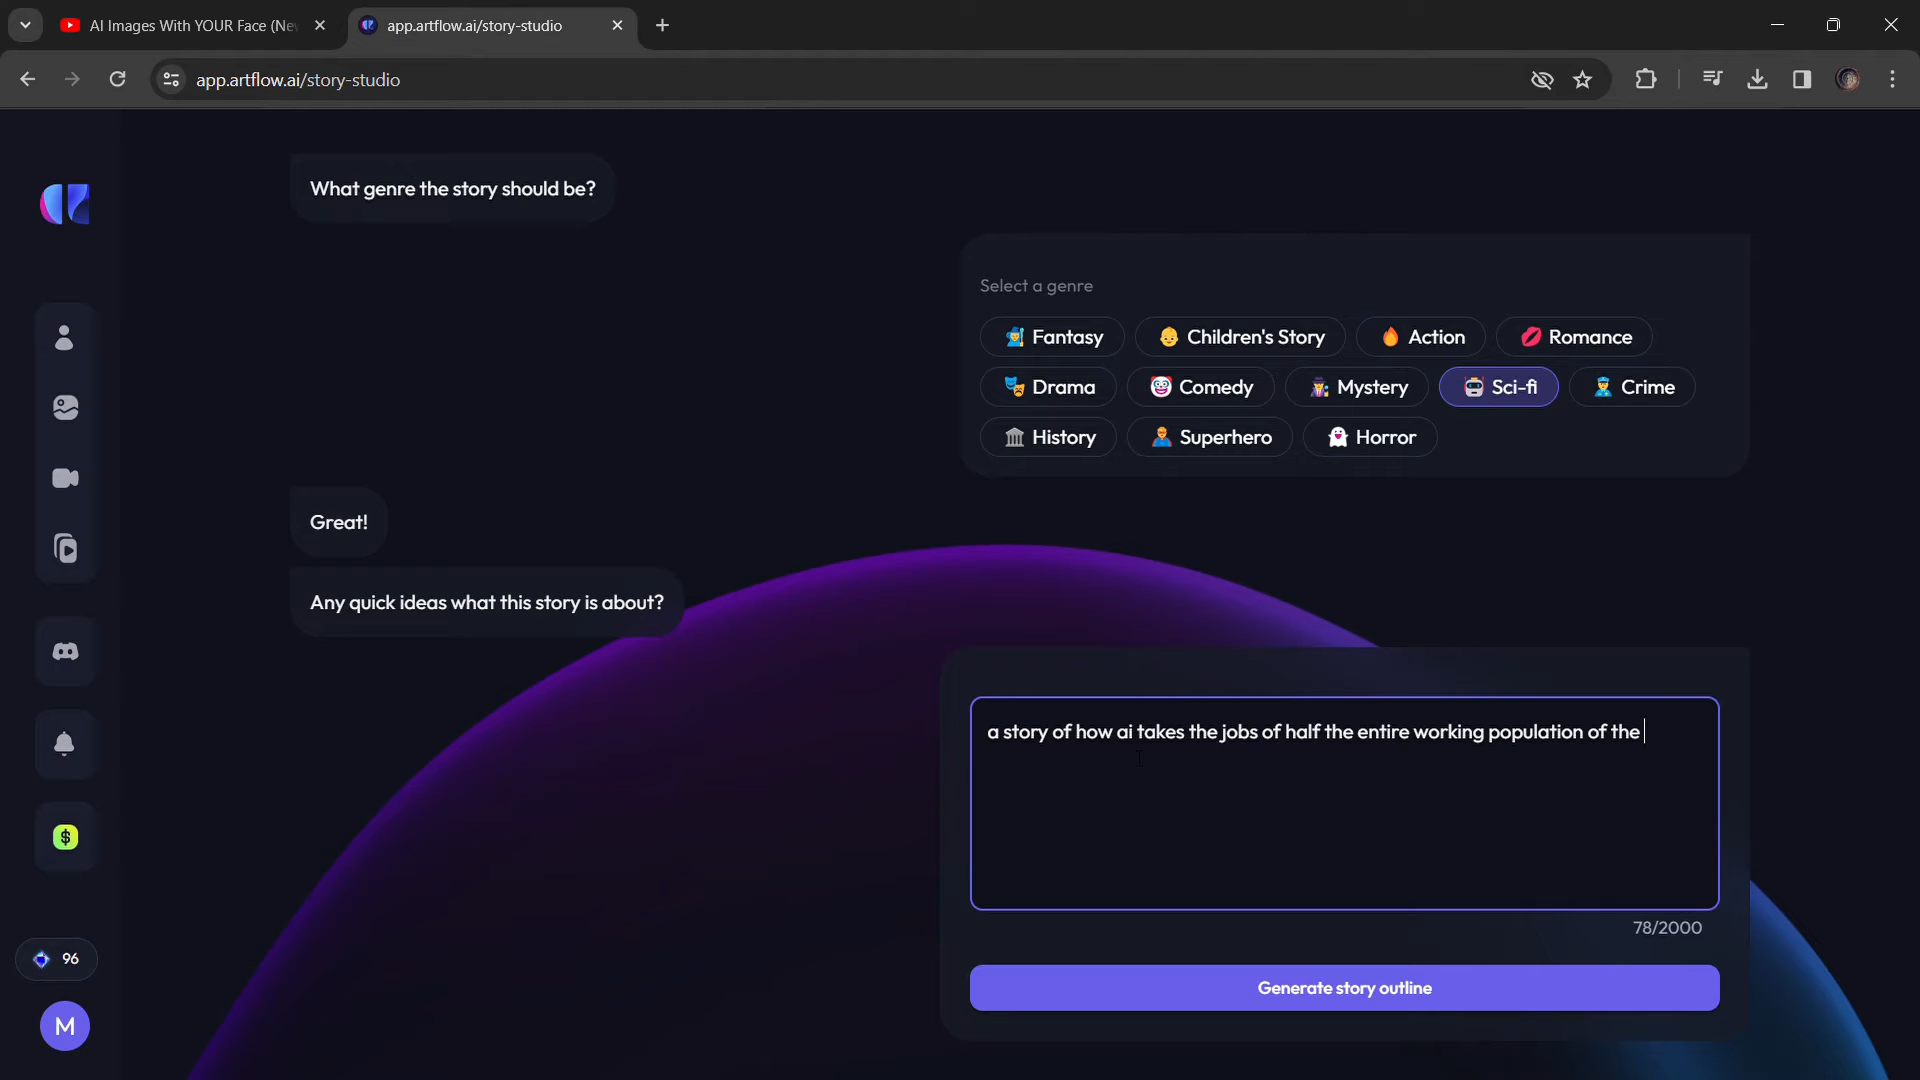 AI Images With YOUR Face (Ne
app.artflow.ai/story-studio
app.artflow.ai/story-studio
What genre the story should be?
Select a genre
Fantasy
Children's Story
Action
Romance
Drama
Comedy
Mystery
Sci-fi
Crime
History
Superhero
Horror
Great!
Any quick ideas what this story is about?
a story of how ai takes the jobs of half the entire working population of the
78/2000
Generate story outline
96
M